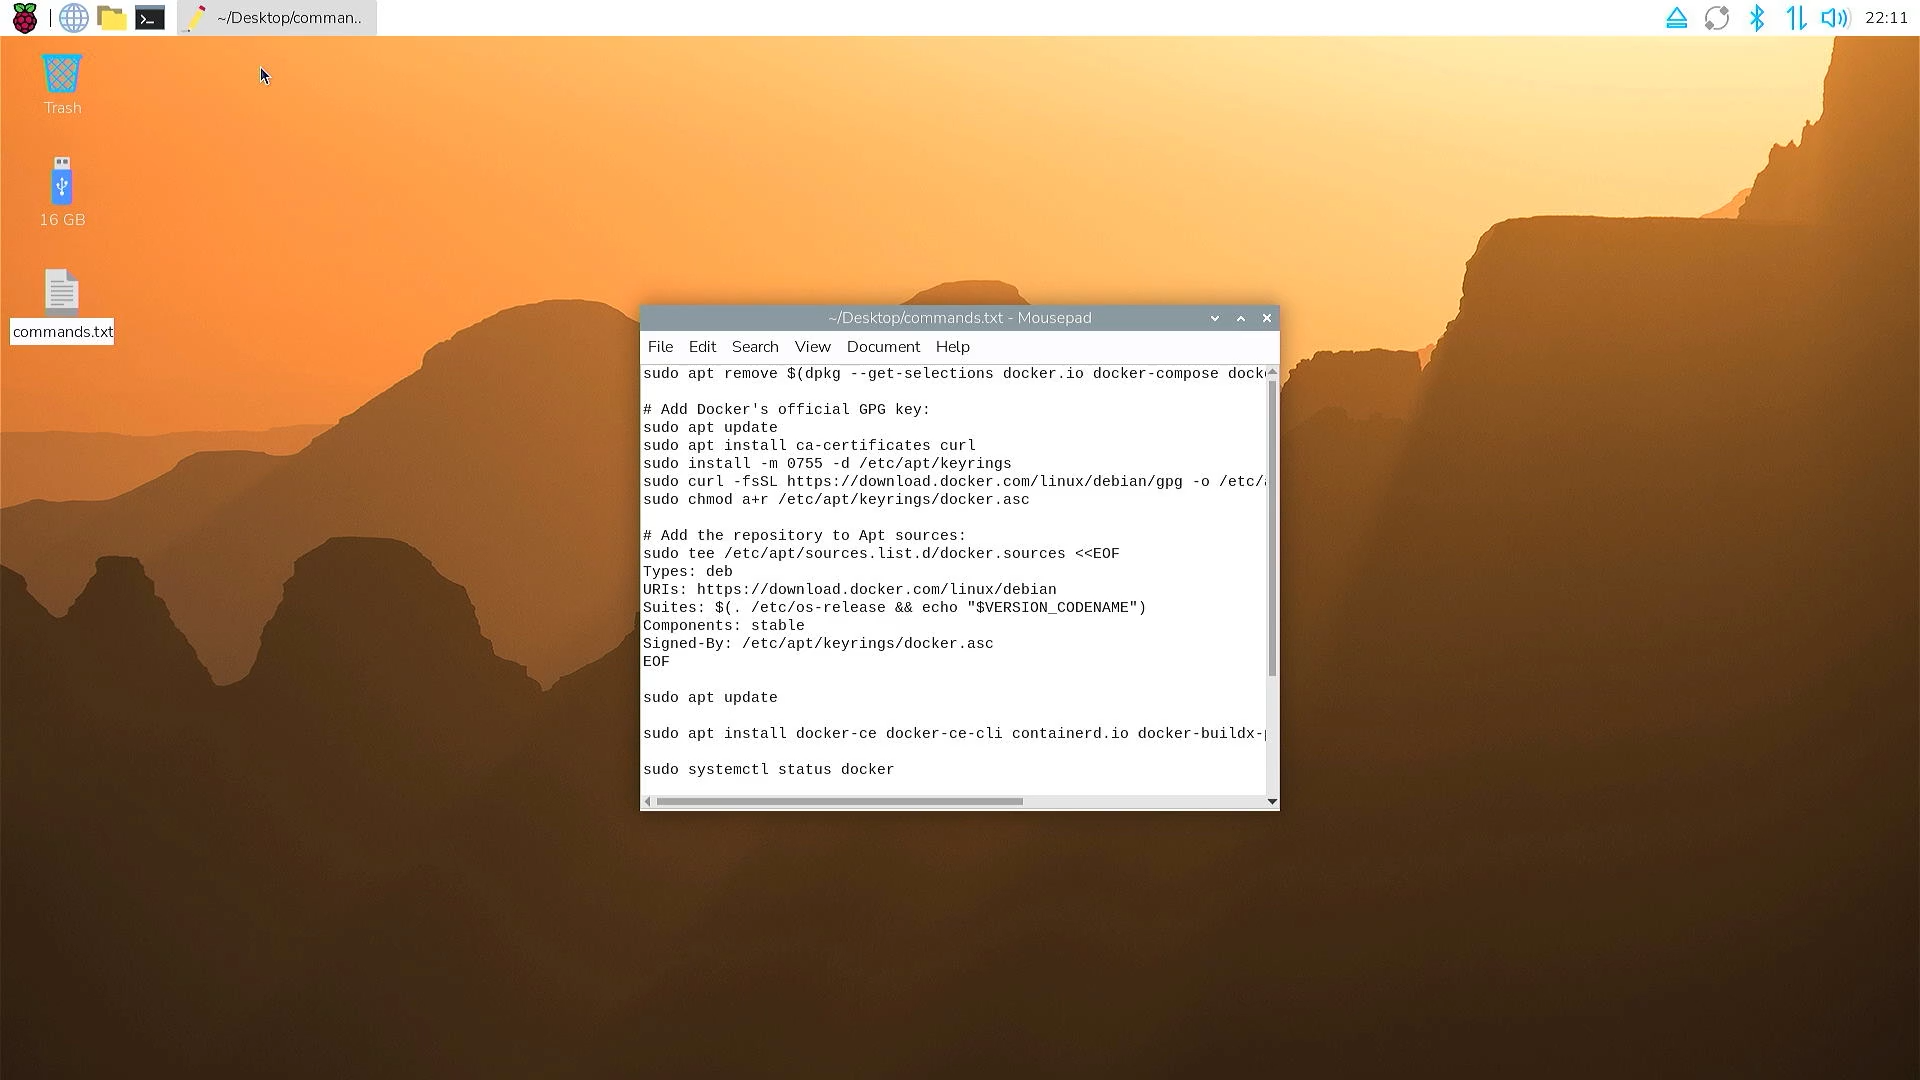 ~/Desktop/comman..
22:11
Trash
16 GB
commands.txt
~/Desktop/commands.txt - Mousepad
File Edit Search View Document Help
sudo apt remove $(dpkg --get-selections docker.io docker-compose dock
# Add Docker's official GPG key:
sudo apt update
sudo apt install ca-certificates curl
sudo install -m 0755 -d /etc/apt/keyrings
sudo curl -fsSL https://download.docker.com/linux/debian/gpg -o /etc/
sudo chmod a+r /etc/apt/keyrings/docker.asc
# Add the repository to Apt sources:
sudo tee /etc/apt/sources.list.d/docker.sources <<EOF
Types: deb
URIs: https://download.docker.com/linux/debian
Suites: $(. /etc/os-release && echo "$VERSION_CODENAME")
Components: stable
Signed-By: /etc/apt/keyrings/docker.asc
EOF
sudo apt update
sudo apt install docker-ce docker-ce-cli containerd.io docker-buildx-
sudo systemctl status docker